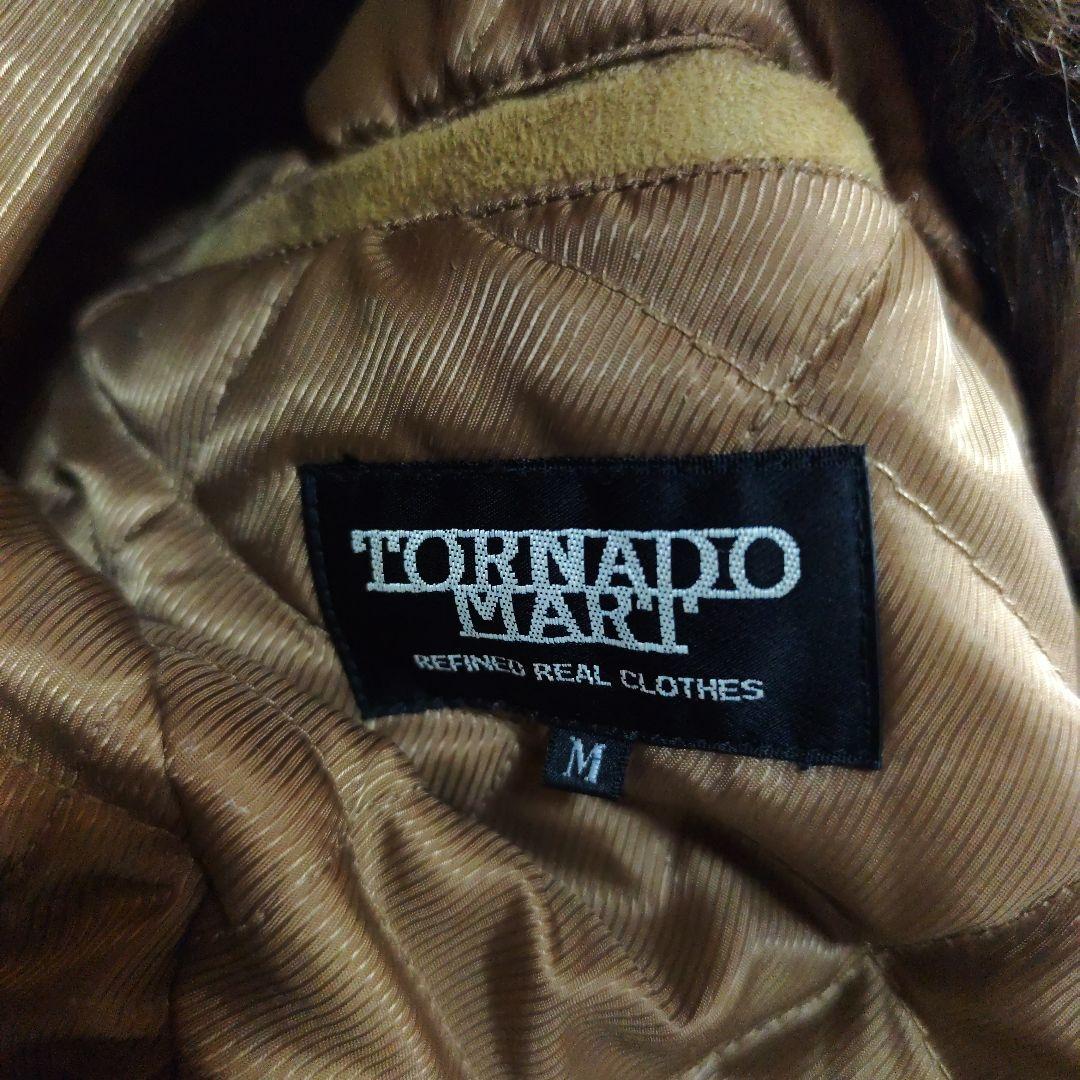 TORNADO
MART
REFINED REAL CLOTHES
M